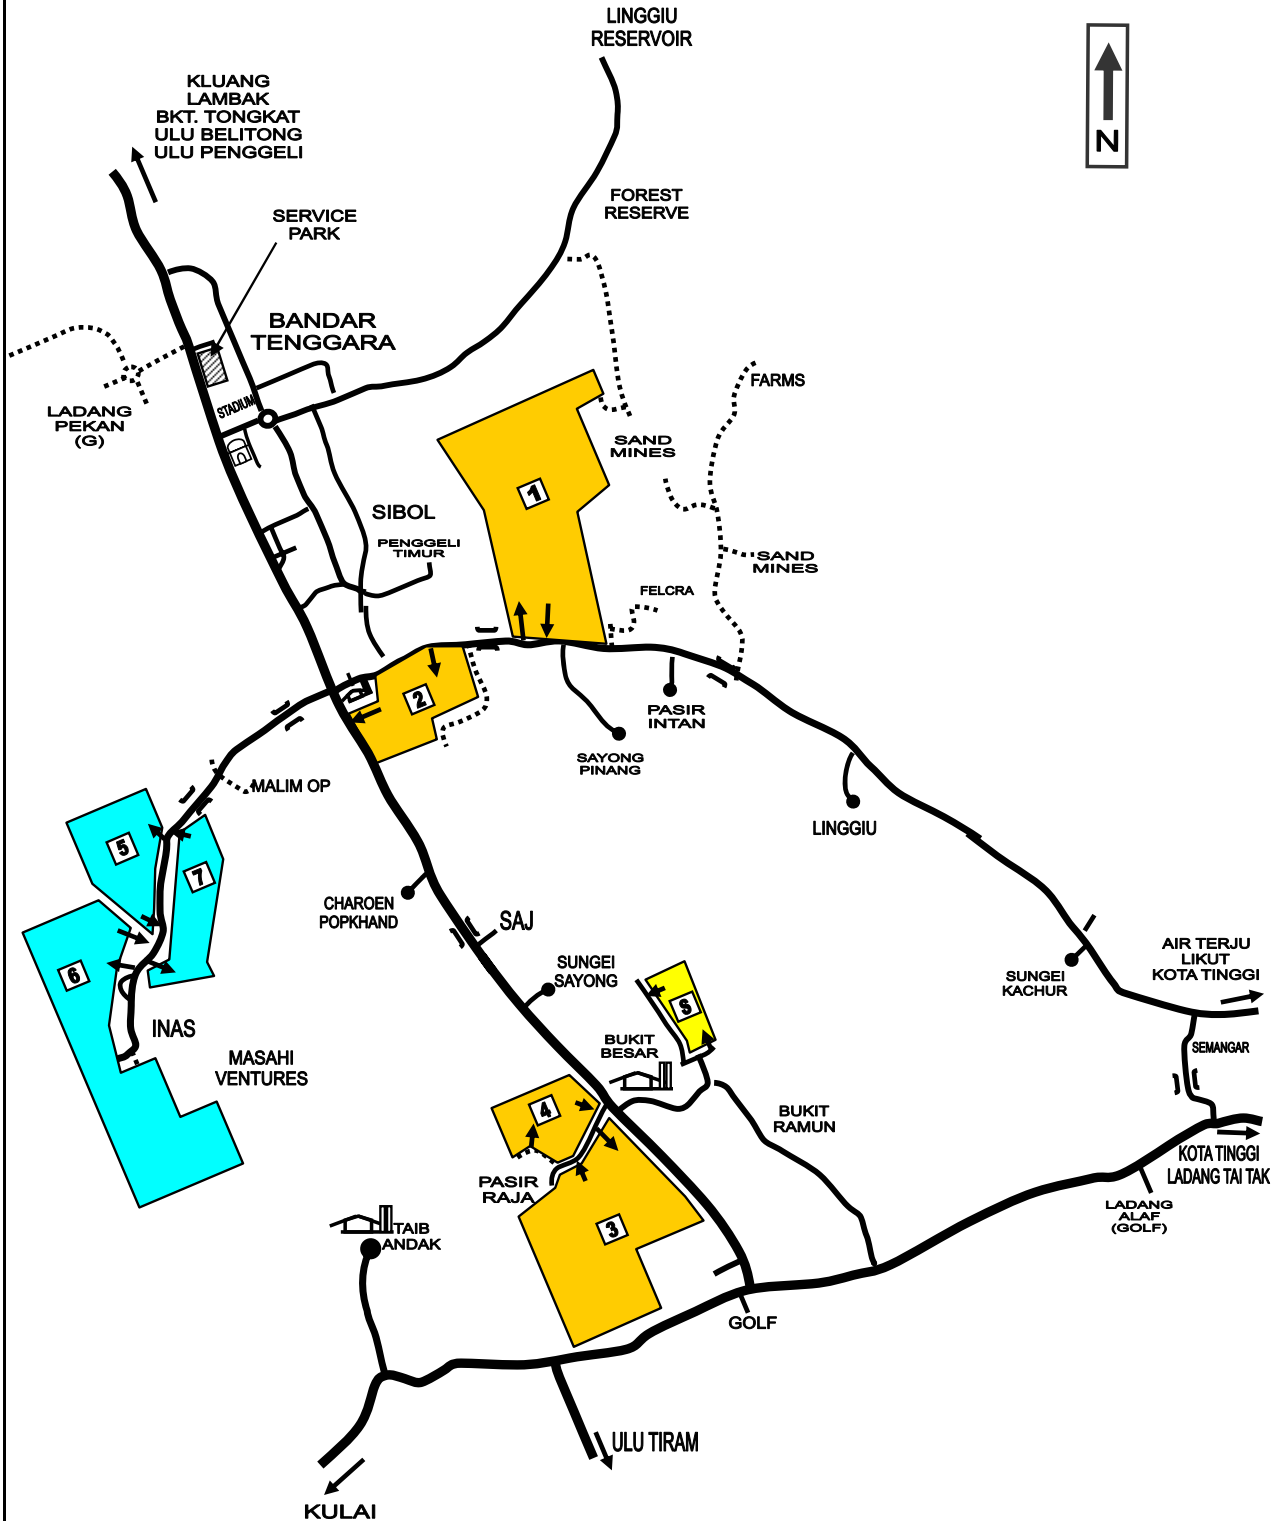 LINGGIU
RESERVOIR
N
KLUANG
LAMBAK
BKT. TONGKAT
ULU BELITONG
ULU PENGGELI
FOREST
RESERVE
SERVICE
PARK
BANDAR
TENGGARA
FARMS
STADIUM
LADANG
PEKAN
(G)
SAND
MINES
1
SIBOL
PENGGELI
TIMUR
SAND
MINES
FELCRA
2
PASIR
INTAN
SAYONG
PINANG
MALIM OP
LINGGIU
5
7
CHAROEN
POPKHAND
SAJ
6
SUNGEI
SAYONG
SUNGEI
KACHUR
AIR TERJU
LIKUT
KOTA TINGGI
S
INAS
BUKIT
BESAR
SEMANGAR
MASAHI
VENTURES
4
BUKIT
RAMUN
KOTA TINGGI
LADANG TAI TAK
PASIR
RAJA
LADANG
ALAF
(GOLF)
3
TAIB
ANDAK
GOLF
ULU TIRAM
KULAI